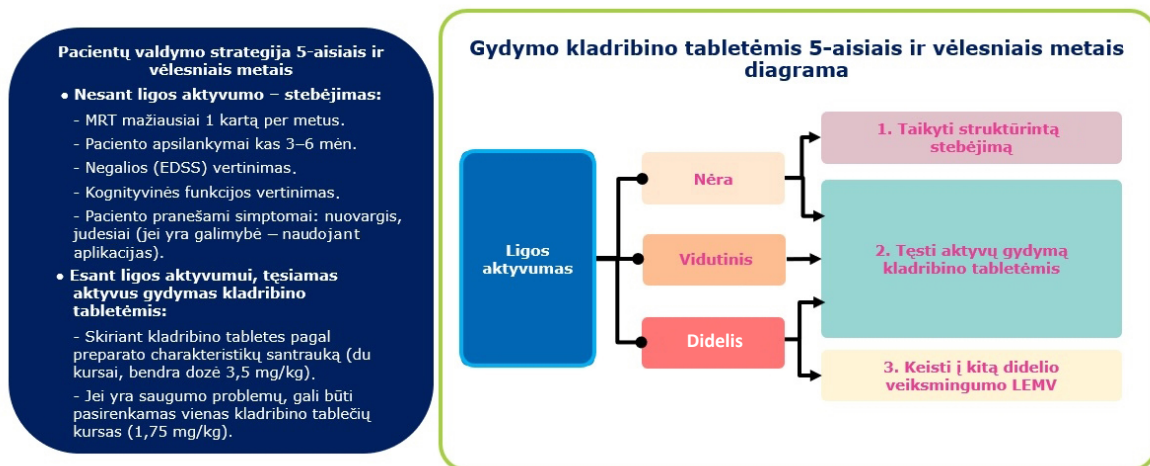 Pacientų valdymo strategija 5-aisiais ir
vėlesniais metais
● Nesant ligos aktyvumo – stebėjimas:
- MRT mažiausiai 1 kartą per metus.
- Paciento apsilankymai kas 3–6 mėn.
- Negalios (EDSS) vertinimas.
- Kognityvinės funkcijos vertinimas.
- Paciento pranešami simptomai: nuovargis,
judesiai (jei yra galimybė – naudojant
aplikacijas).
● Esant ligos aktyvumui, tęsiamas
aktyvus gydymas kladribino
tabletėmis:
- Skiriant kladribino tabletes pagal
preparato charakteristikų santrauką (du
kursai, bendra dozė 3,5 mg/kg).
- Jei yra saugumo problemų, gali būti
pasirenkamas vienas kladribino tablečių
kursas (1,75 mg/kg).
Gydymo kladribino tabletėmis 5-aisiais ir vėlesniais metais
diagrama
Ligos
aktyvumas
Nėra
Vidutinis
Didelis
1. Taikyti struktūrintą
stebėjimą
2. Tęsti aktyvų gydymą
kladribino tabletėmis
3. Keisti į kitą didelio
veiksmingumo LEMV